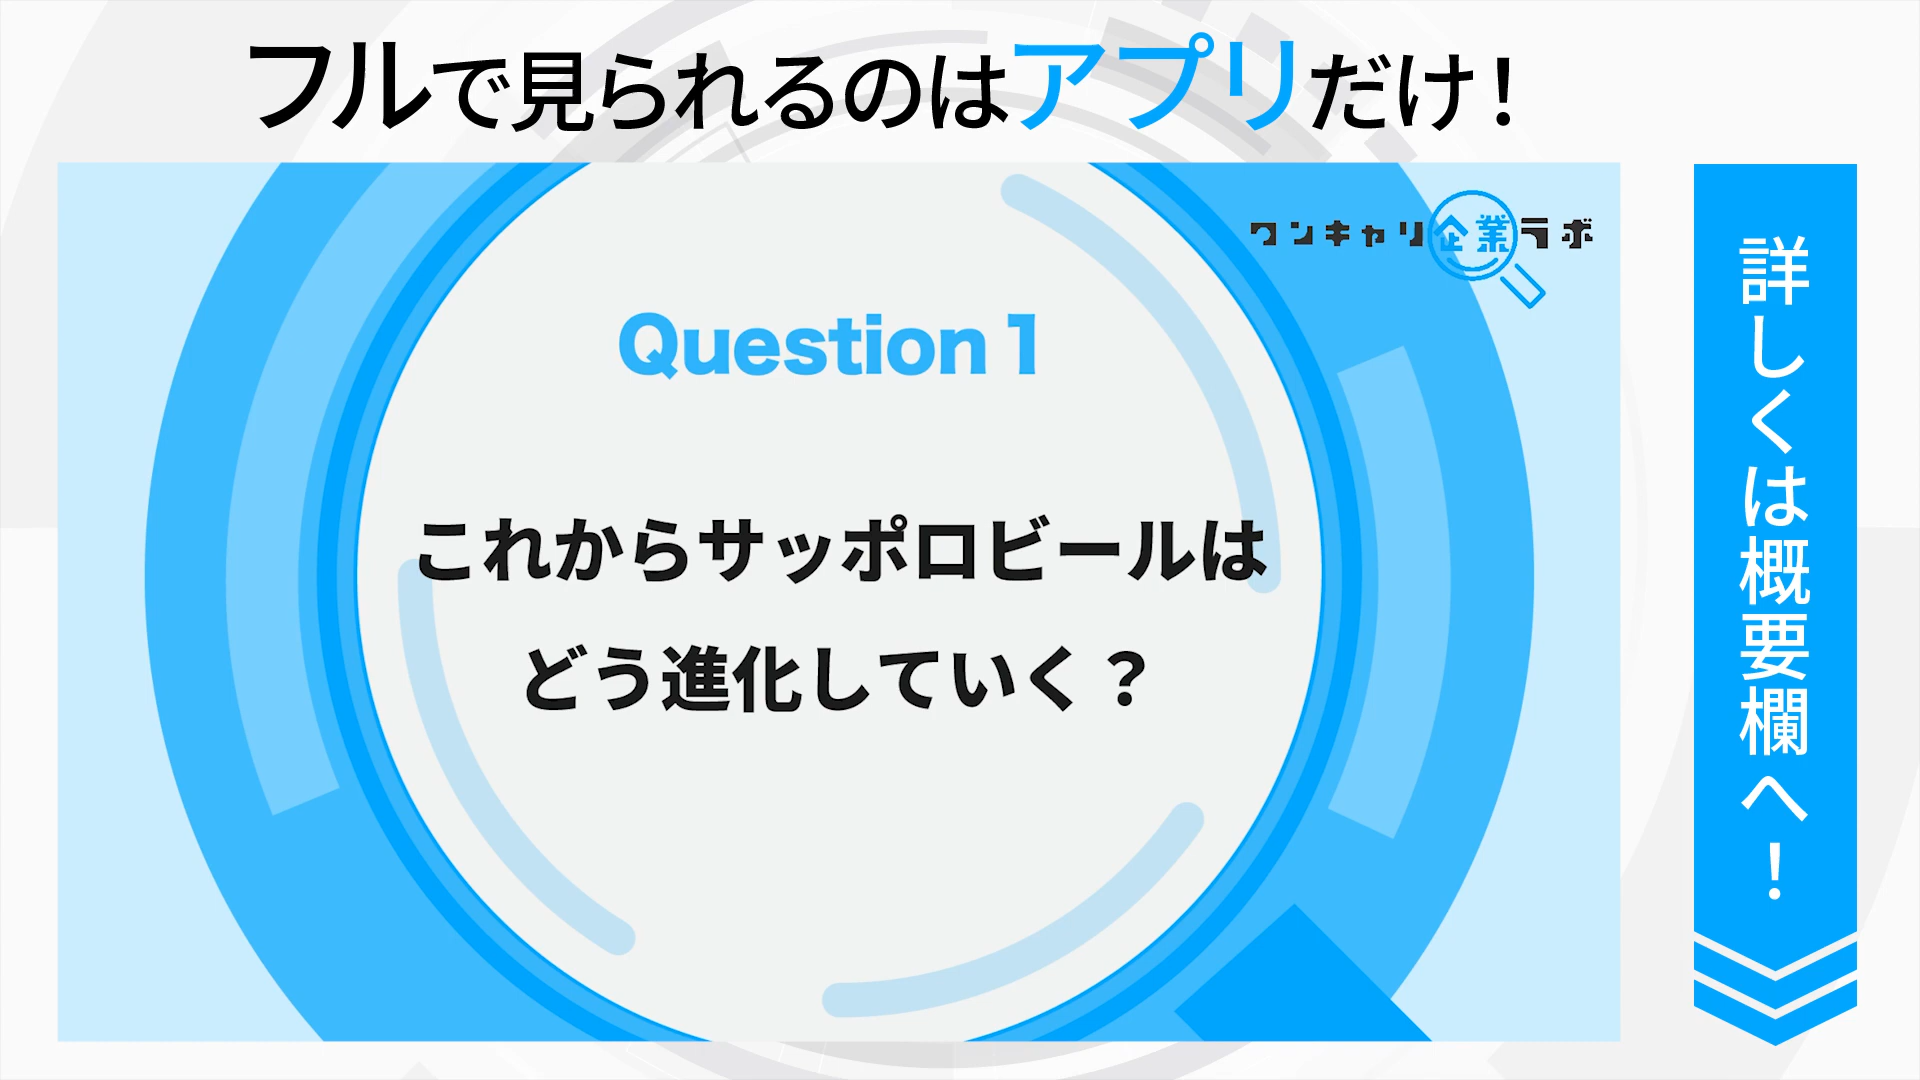 フルで見られるのはアプリだけ!
ワンキャリ企業ラボ
Question 1
これからサッポロビールは
どう進化していく？
詳しくは概要欄へ!